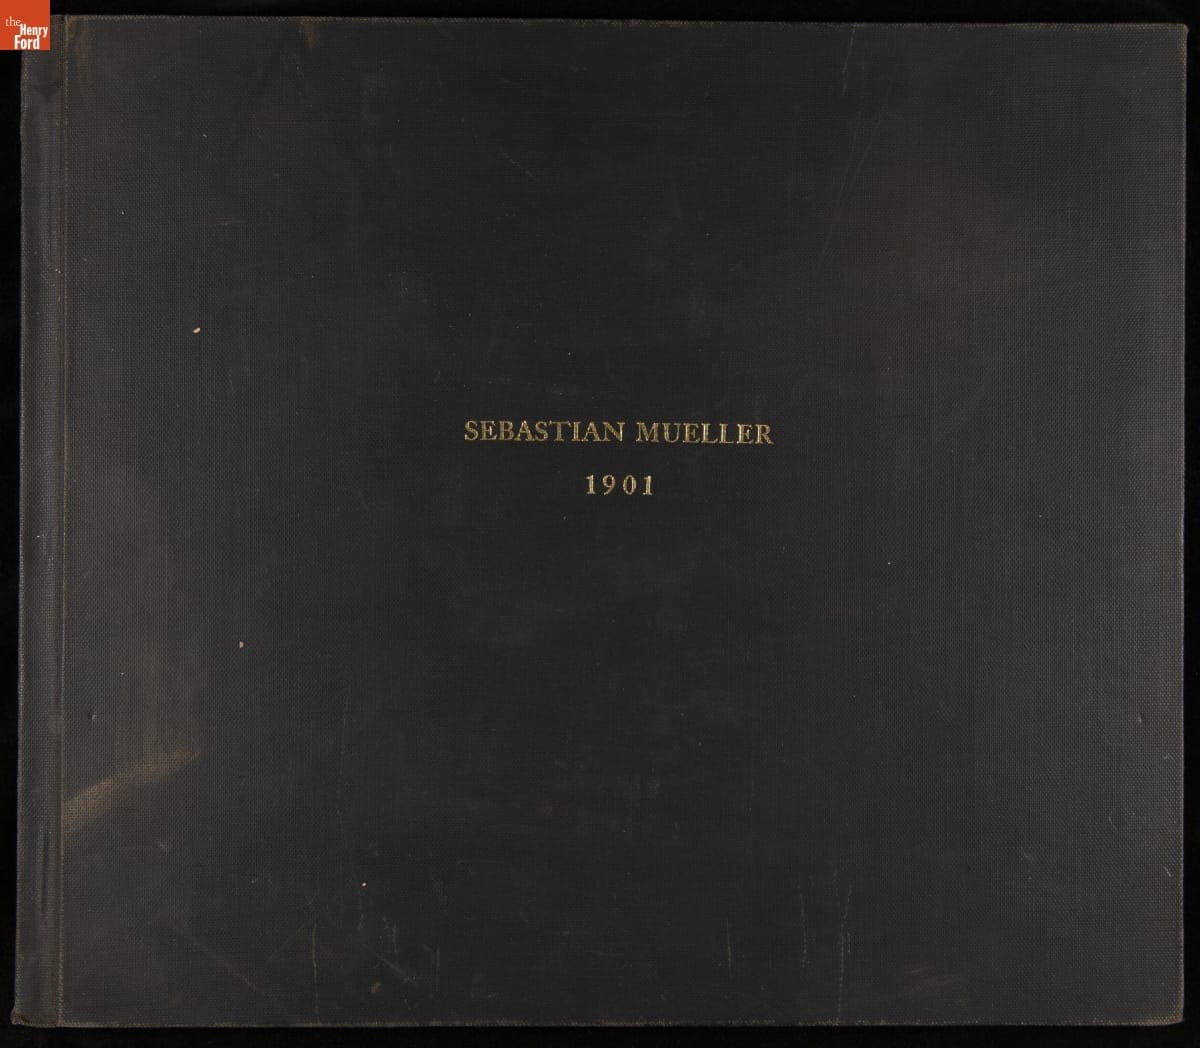 the
Henry
Ford
SEBASTIAN MUELLER
1901